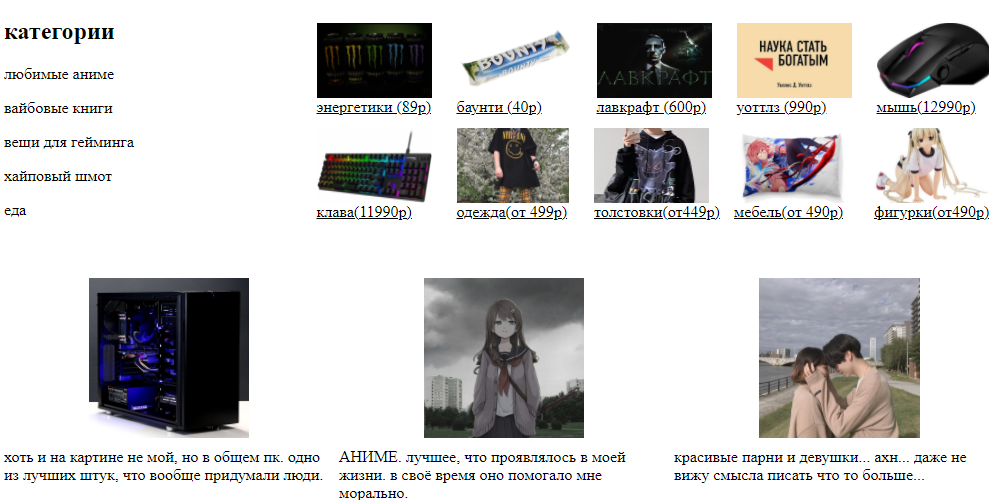 категории
любимые аниме
вайбовые книги
вещи для гейминга
хайповый шмот
еда
BOUNTY
ЛАВКРАФТ
НАУКА СТАТЬ
БОГАТЫМ
энергетики (89р)
баунти (40р)
лавкрафт (600р)
уоттлз (990р)
мышь(12990р)
клава(11990р)
одежда(от 499р)
толстовки(от449р)
мебель(от 490р)
фигурки(от490р)
хоть и на картине не мой, но в общем пк. одно
из лучших штук, что вообще придумали люди.
АНИМЕ. лучшее, что проявлялось в моей
жизни. в своё время оно помогало мне
морально.
красивые парни и девушки... ахн... даже не
вижу смысла писать что то больше...